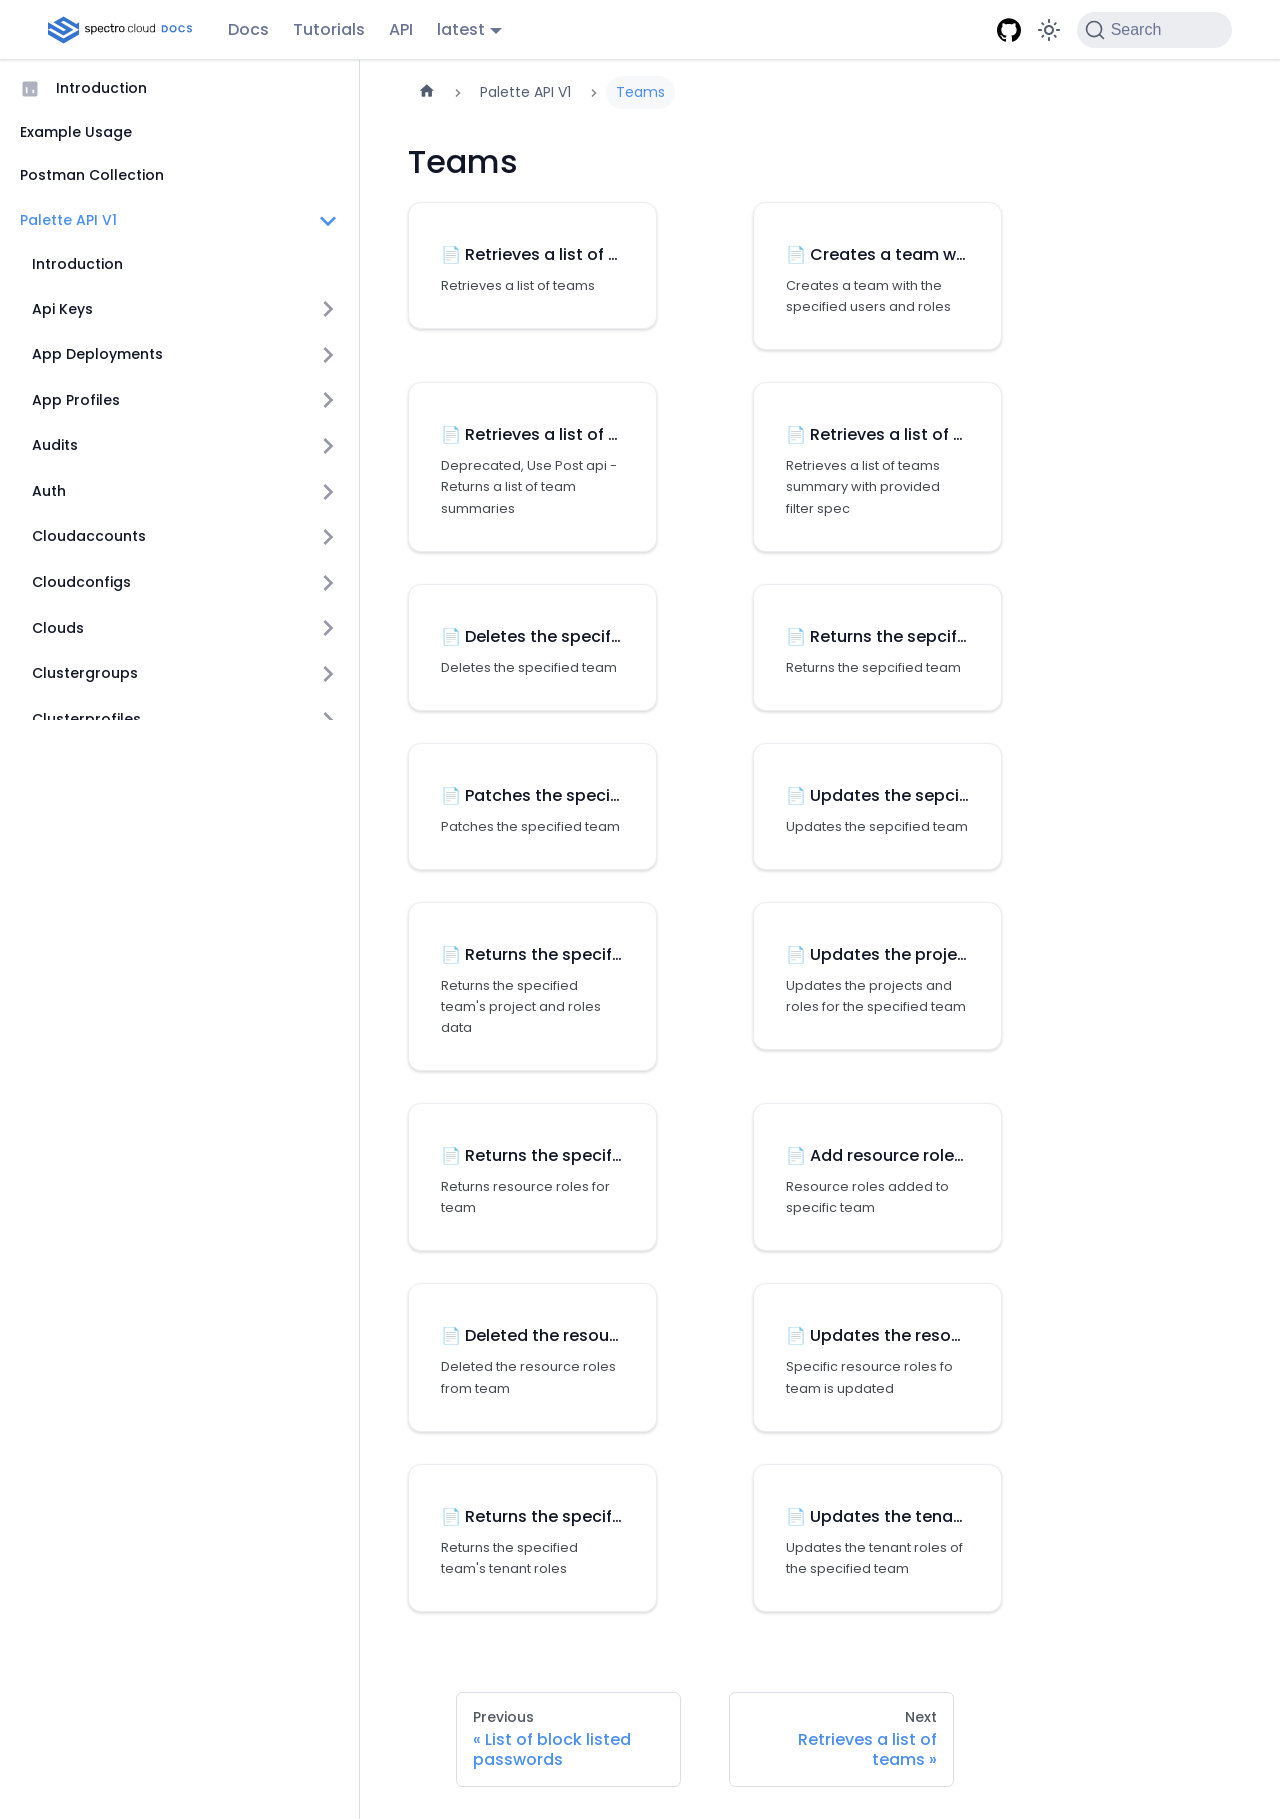 spectro cloud DOCS
Docs
Tutorials
API
latest
Search
Introduction
Example Usage
Postman Collection
Palette API V1
Introduction
Api Keys
App Deployments
App Profiles
Audits
Auth
Cloudaccounts
Cloudconfigs
Clouds
Clustergroups
Clusterprofiles
Palette API V1
Teams
Teams
Retrieves a list of ...
Retrieves a list of teams
Creates a team w...
Creates a team with the
specified users and roles
Retrieves a list of ...
Deprecated, Use Post api -
Returns a list of team
summaries
Retrieves a list of ...
Retrieves a list of teams
summary with provided
filter spec
Deletes the specif...
Deletes the specified team
Returns the sepcif...
Returns the sepcified team
Patches the speci...
Patches the specified team
Updates the sepci...
Updates the sepcified team
Returns the specif...
Returns the specified
team's project and roles
data
Updates the proje...
Updates the projects and
roles for the specified team
Returns the specif...
Returns resource roles for
team
Add resource role...
Resource roles added to
specific team
Deleted the resou...
Deleted the resource roles
from team
Updates the reso...
Specific resource roles fo
team is updated
Returns the specif...
Returns the specified
team's tenant roles
Updates the tena...
Updates the tenant roles of
the specified team
Previous
« List of block listed
passwords
Next
Retrieves a list of
teams »